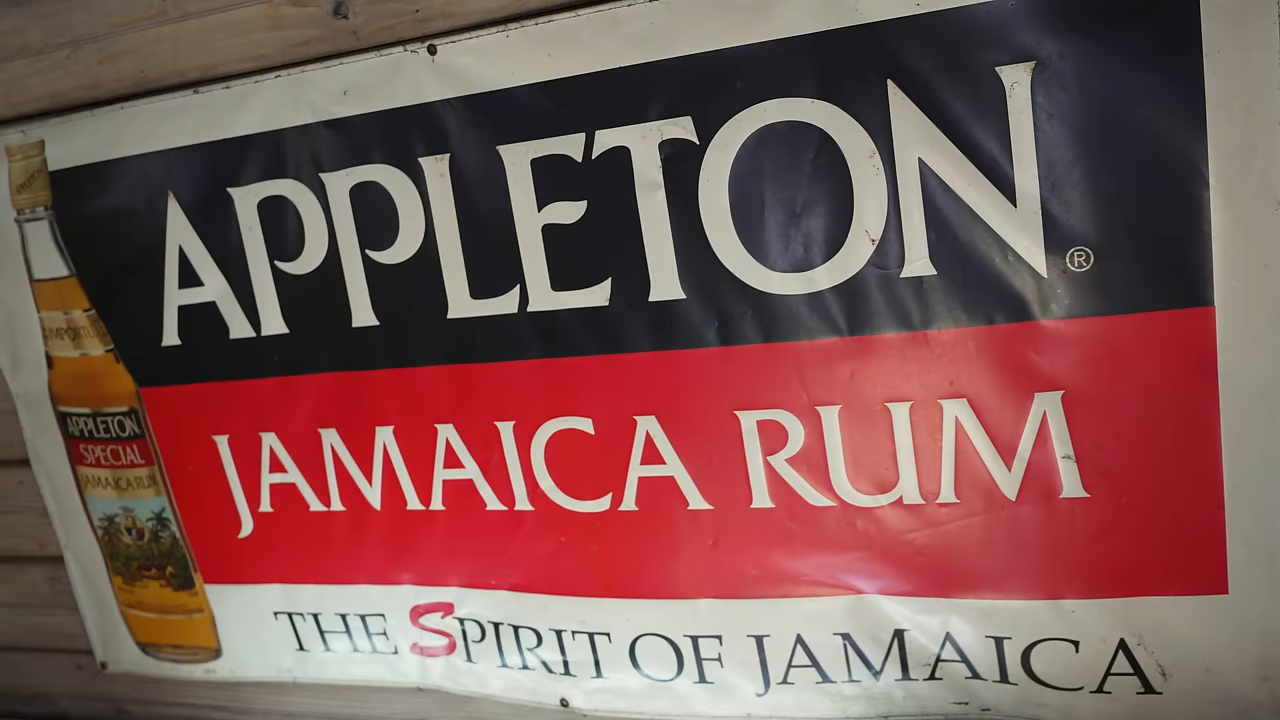 APPLETON®
JAMAICA RUM
THE SPIRIT OF JAMAICA
APPLETON
SPECIAL
JAMAICA RUM